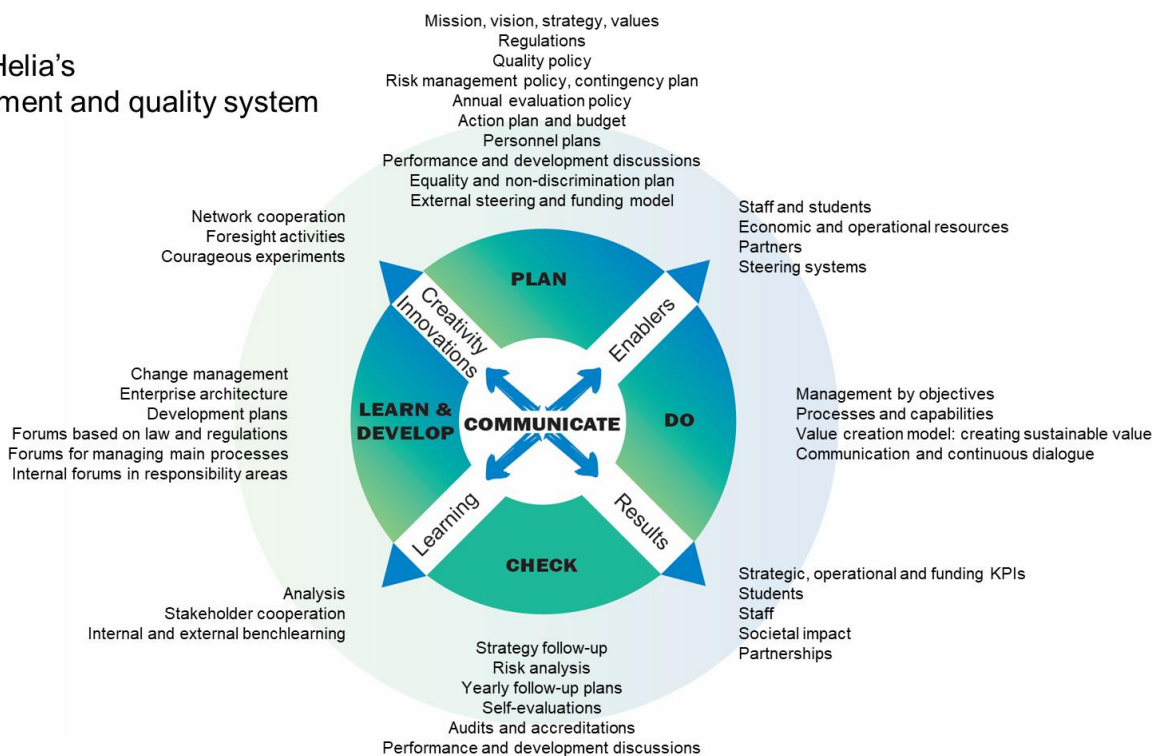 Helia's
ment and quality system
Mission, vision, strategy, values
Regulations
Quality policy
Risk management policy, contingency plan
Annual evaluation policy
Action plan and budget
Personnel plans
Performance and development discussions
Equality and non-discrimination plan
External steering and funding model
Network cooperation
Foresight activities
Courageous experiments
Staff and students
Economic and operational resources
Partners
Steering systems
PLAN
Creativity
Innovations
Enablers
Change management
Enterprise architecture
Development plans
Forums based on law and regulations
Forums for managing main processes
Internal forums in responsibility areas
LEARN &
DEVELOP
COMMUNICATE
DO
Management by objectives
Processes and capabilities
Value creation model: creating sustainable value
Communication and continuous dialogue
Learning
Results
CHECK
Analysis
Stakeholder cooperation
Internal and external benchlearning
Strategic, operational and funding KPIs
Students
Staff
Societal impact
Partnerships
Strategy follow-up
Risk analysis
Yearly follow-up plans
Self-evaluations
Audits and accreditations
Performance and development discussions